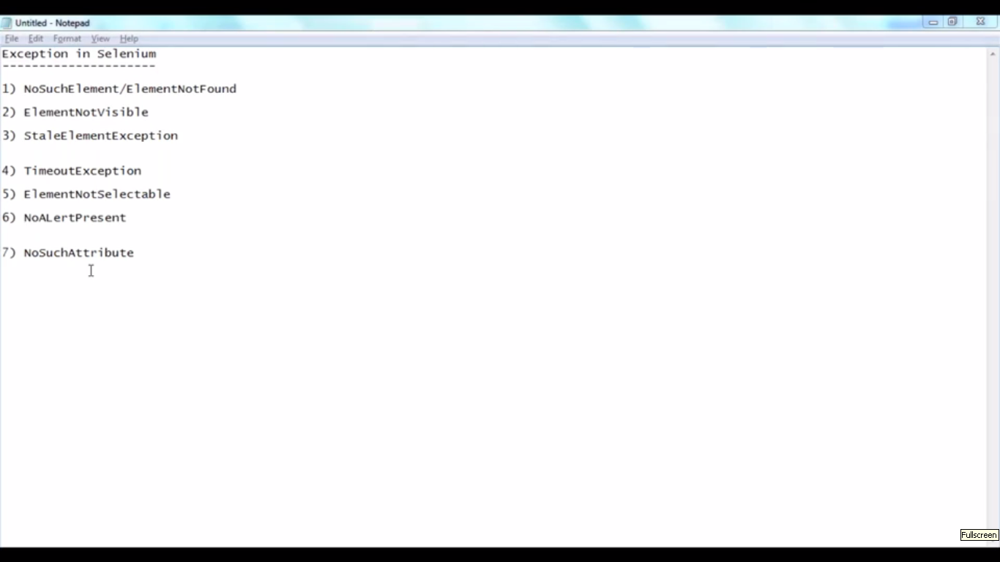 Untitled - Notepad
File Edit Format View Help
Exception in Selenium
---------------------
1) NoSuchElement/ElementNotFound
2) ElementNotVisible
3) StaleElementException
4) TimeoutException
5) ElementNotSelectable
6) NoALertPresent
7) NoSuchAttribute
Fullscreen